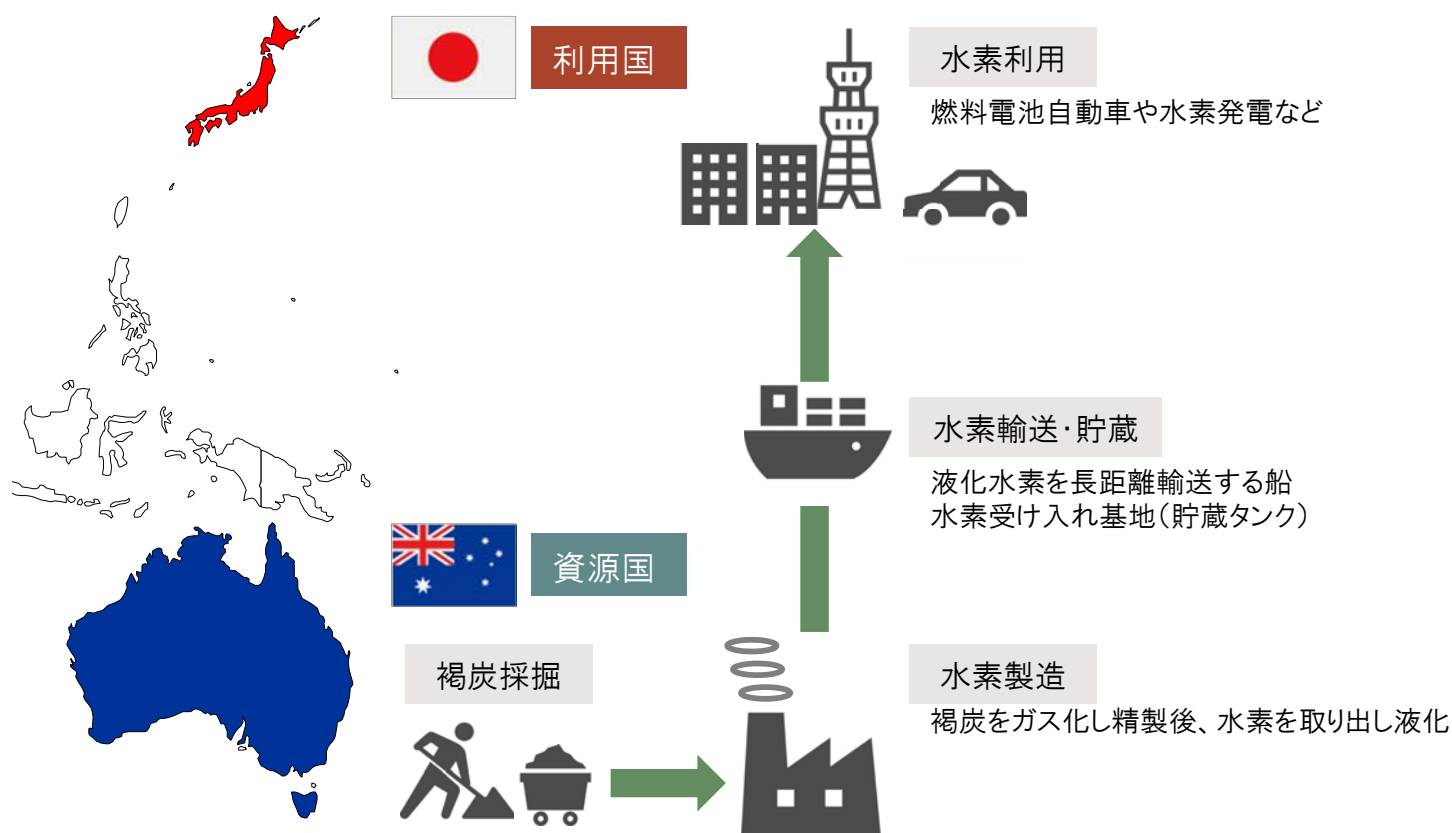 利用国
水素利用
燃料電池自動車や水素発電など
水素輸送・貯蔵
液化水素を長距離輸送する船
水素受け入れ基地(貯蔵タンク)
資源国
褐炭採掘
水素製造
褐炭をガス化し精製後、水素を取り出し液化